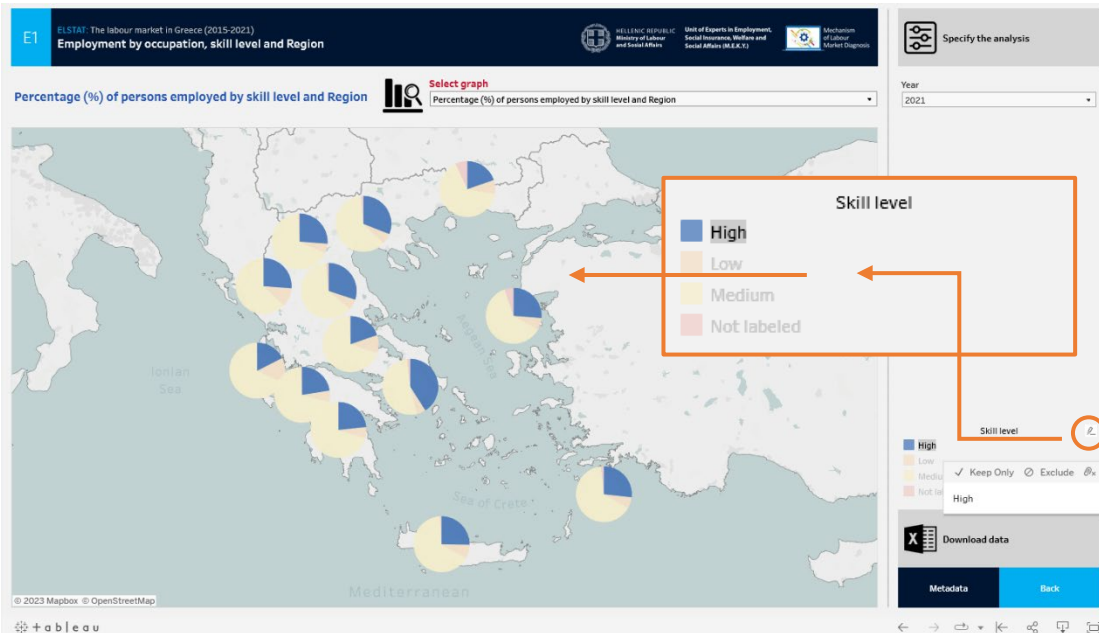 E1
ELSTAT: The labour market in Greece (2015-2021)
Employment by occupation, skill level and Region
HELLENIC REPUBLIC
Ministry of Labour
and Social Affairs
Unit of Experts in Employment,
Social Insurance, Welfare and
Social Affairs (M.E.K.Y.)
Mechanism
of Labour
Market Diagnosis
Specify the analysis
Percentage (%) of persons employed by skill level and Region
Select graph
Percentage (%) of persons employed by skill level and Region
Year
2021
Skill level
High
Low
Medium
Not labeled
Ionian
Sea
Aegean Sea
Sea of Crete
Mediterranean
Skill level
High
Low
Mediu
Not la
Keep Only
Exclude
High
X
Download data
Metadata
Back
© 2023 Mapbox © OpenStreetMap
+ableau